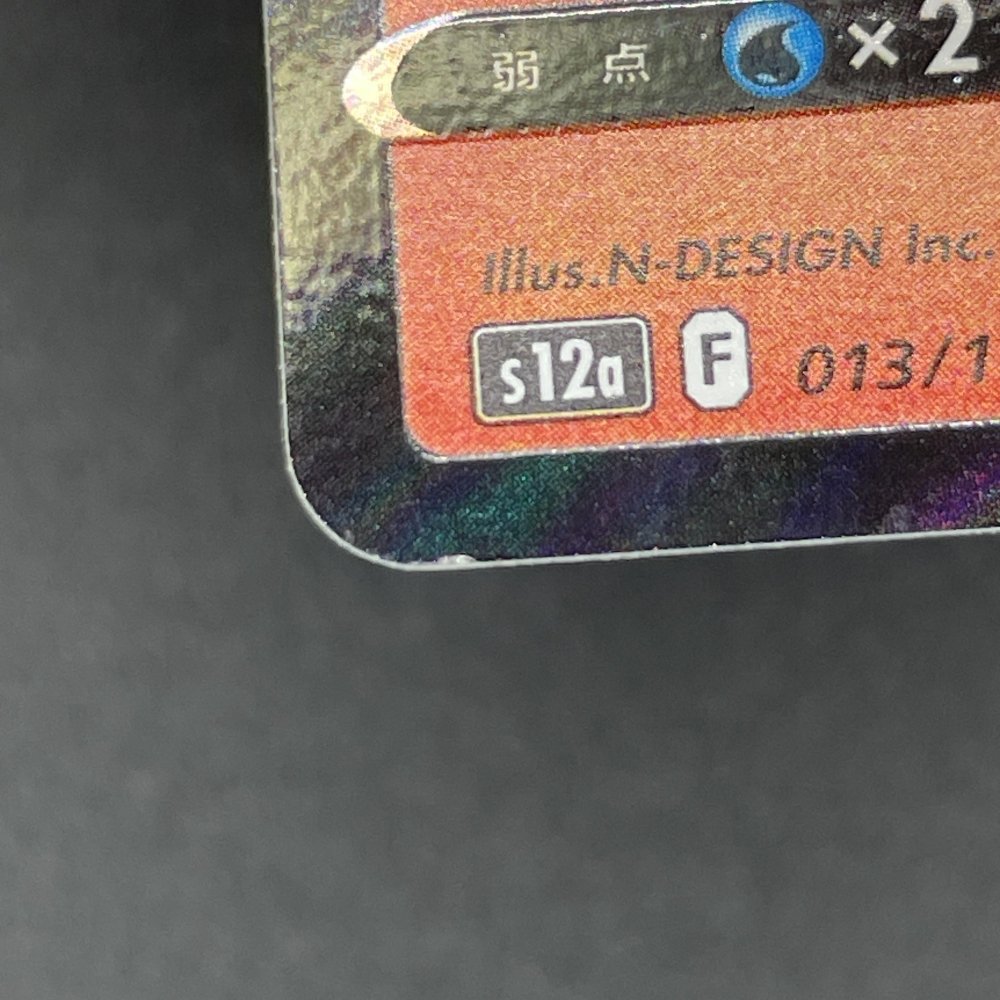 弱点 ×2
Illus.N-DESIGN Inc.
s12a F 013/1